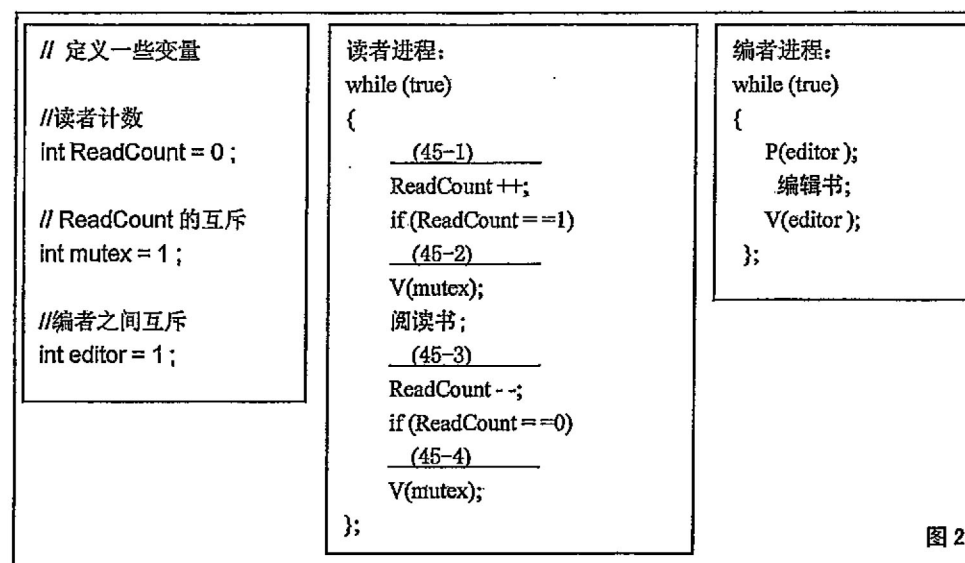 // 定义一些变量
//读者计数
int ReadCount = 0 ;
// ReadCount 的互斥
int mutex = 1 ;
//编者之间互斥
int editor = 1 ;
读者进程：
while (true)
{
(45-1)
ReadCount ++;
if (ReadCount = =1)
(45-2)
V(mutex);
阅读书；
(45-3)
ReadCount - -;
if (ReadCount = =0)
(45-4)
V(mutex);
};
编者进程：
while (true)
{
P(editor );
编辑书;
V(editor );
};
图 2